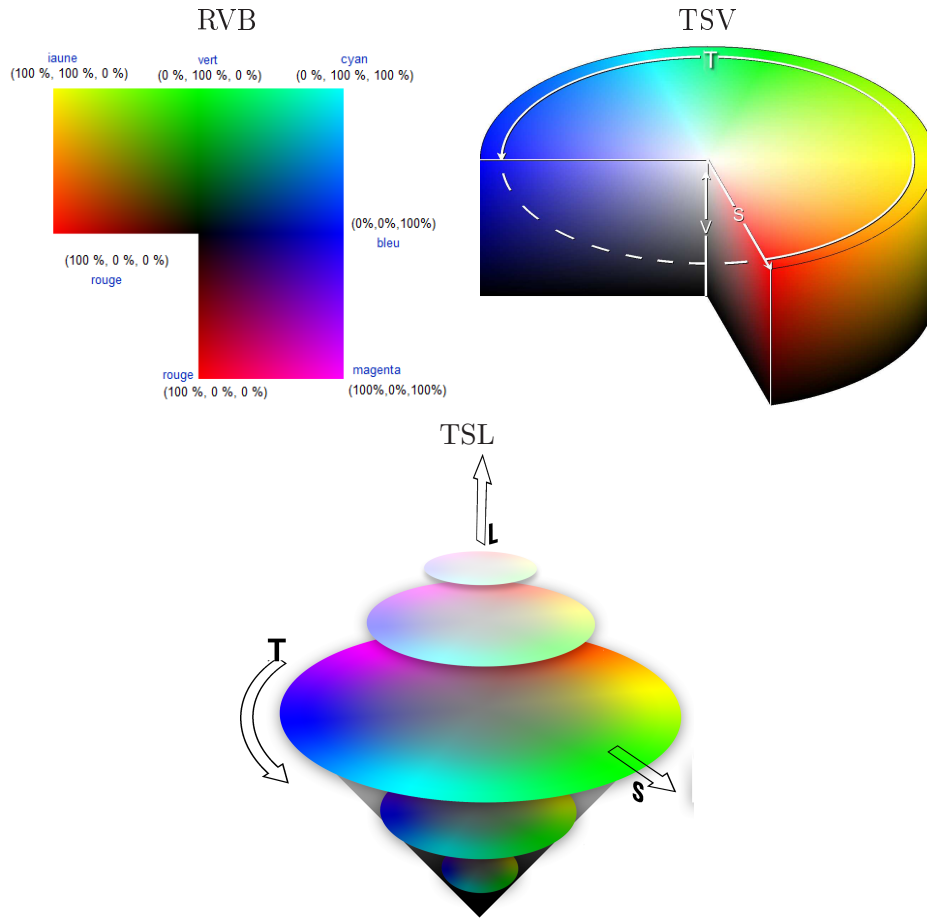 RVB
TSV
iaune
vert
cyan
(100 %, 100 %, 0 %)
(0 %, 100 %, 0 %)
(0 %, 100 %, 100 %)
T
(0%,0%,100%)
bleu
(100 %, 0 %, 0 %)
rouge
S
V
rouge
magenta
(100 %, 0 %, 0 %)
(100%,0%,100%)
TSL
L
T
S